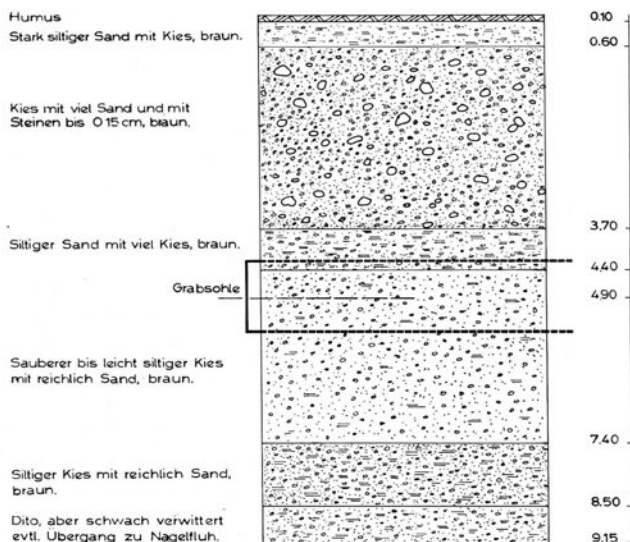 Humus
0.10
Stark siltiger Sand mit Kies, braun.
0.60
Kies mit viel Sand und mit
Steinen bis O 15 cm, braun.
3.70
Siltiger Sand mit viel Kies, braun.
4.40
Grabsohle
4.90
Sauberer bis leicht siltiger Kies
mit reichlich Sand, braun.
7.40
Siltiger Kies mit reichlich Sand,
braun.
8.50
Dito, aber schwach verwittert
evtl. Übergang zu Nagelfluh.
9.15